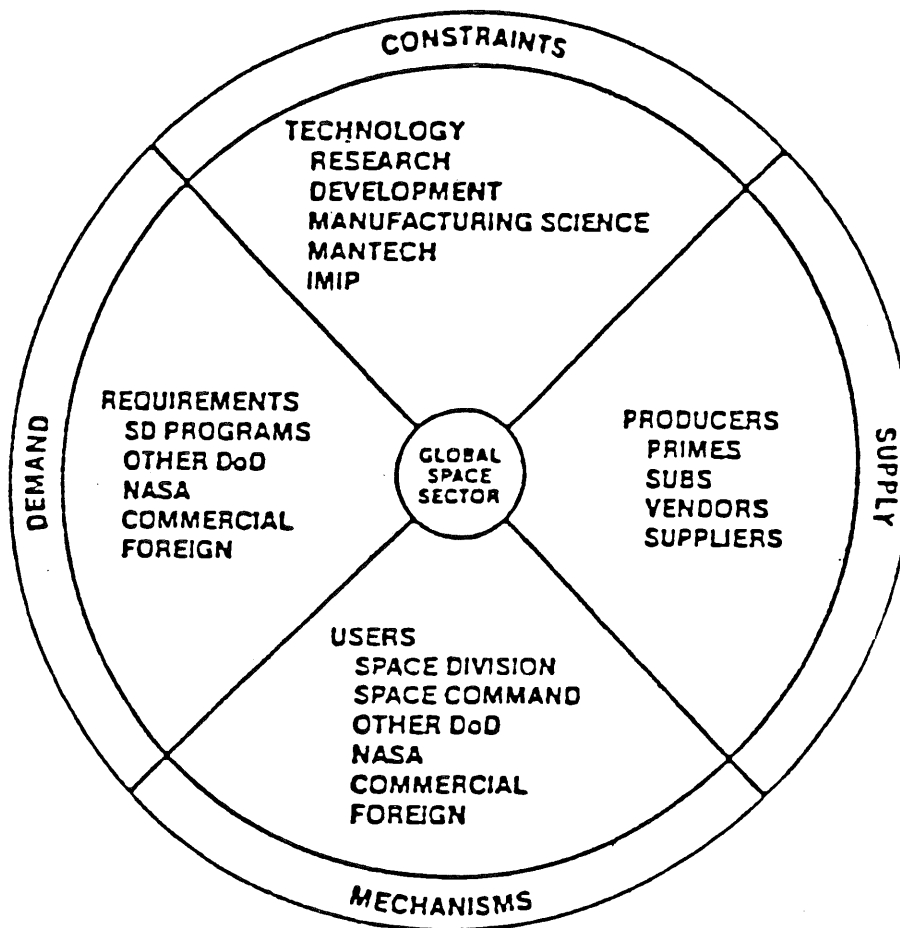 CONSTRAINTS
TECHNOLOGY
RESEARCH
DEVELOPMENT
MANUFACTURING SCIENCE
MANTECH
IMIP
DEMAND
REQUIREMENTS
SD PROGRAMS
OTHER DoD
NASA
COMMERCIAL
FOREIGN
GLOBAL
SPACE
SECTOR
PRODUCERS
PRIMES
SUBS
VENDORS
SUPPLIERS
SUPPLY
USERS
SPACE DIVISION
SPACE COMMAND
OTHER DoD
NASA
COMMERCIAL
FOREIGN
MECHANISMS